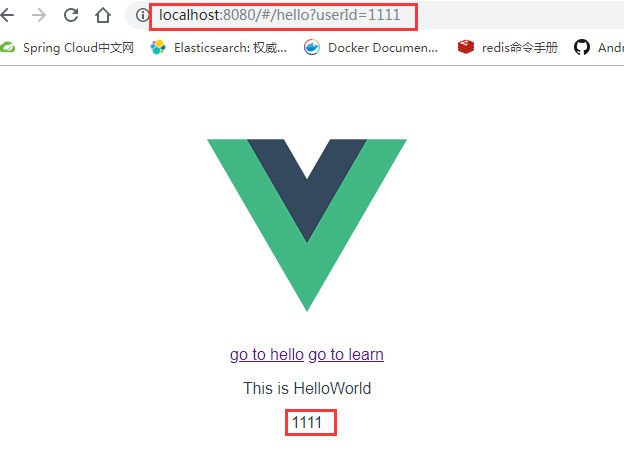 localhost:8080/#/hello?userId=1111
Spring Cloud中文网 Elasticsearch: 权威... Docker Documen... redis命令手册 And
go to hello go to learn
This is HelloWorld
1111